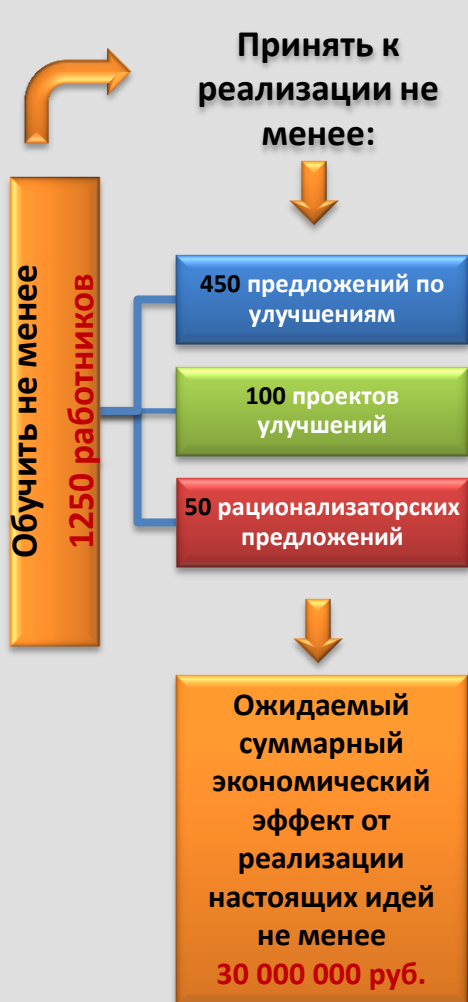 Обучить не менее
1250 работников
Принять к
реализации не
менее:
450 предложений по
улучшениям
100 проектов
улучшений
50 рационализаторских
предложений
Ожидаемый
суммарный
экономический
эффект от
реализации
настоящих идей
не менее
30 000 000 руб.